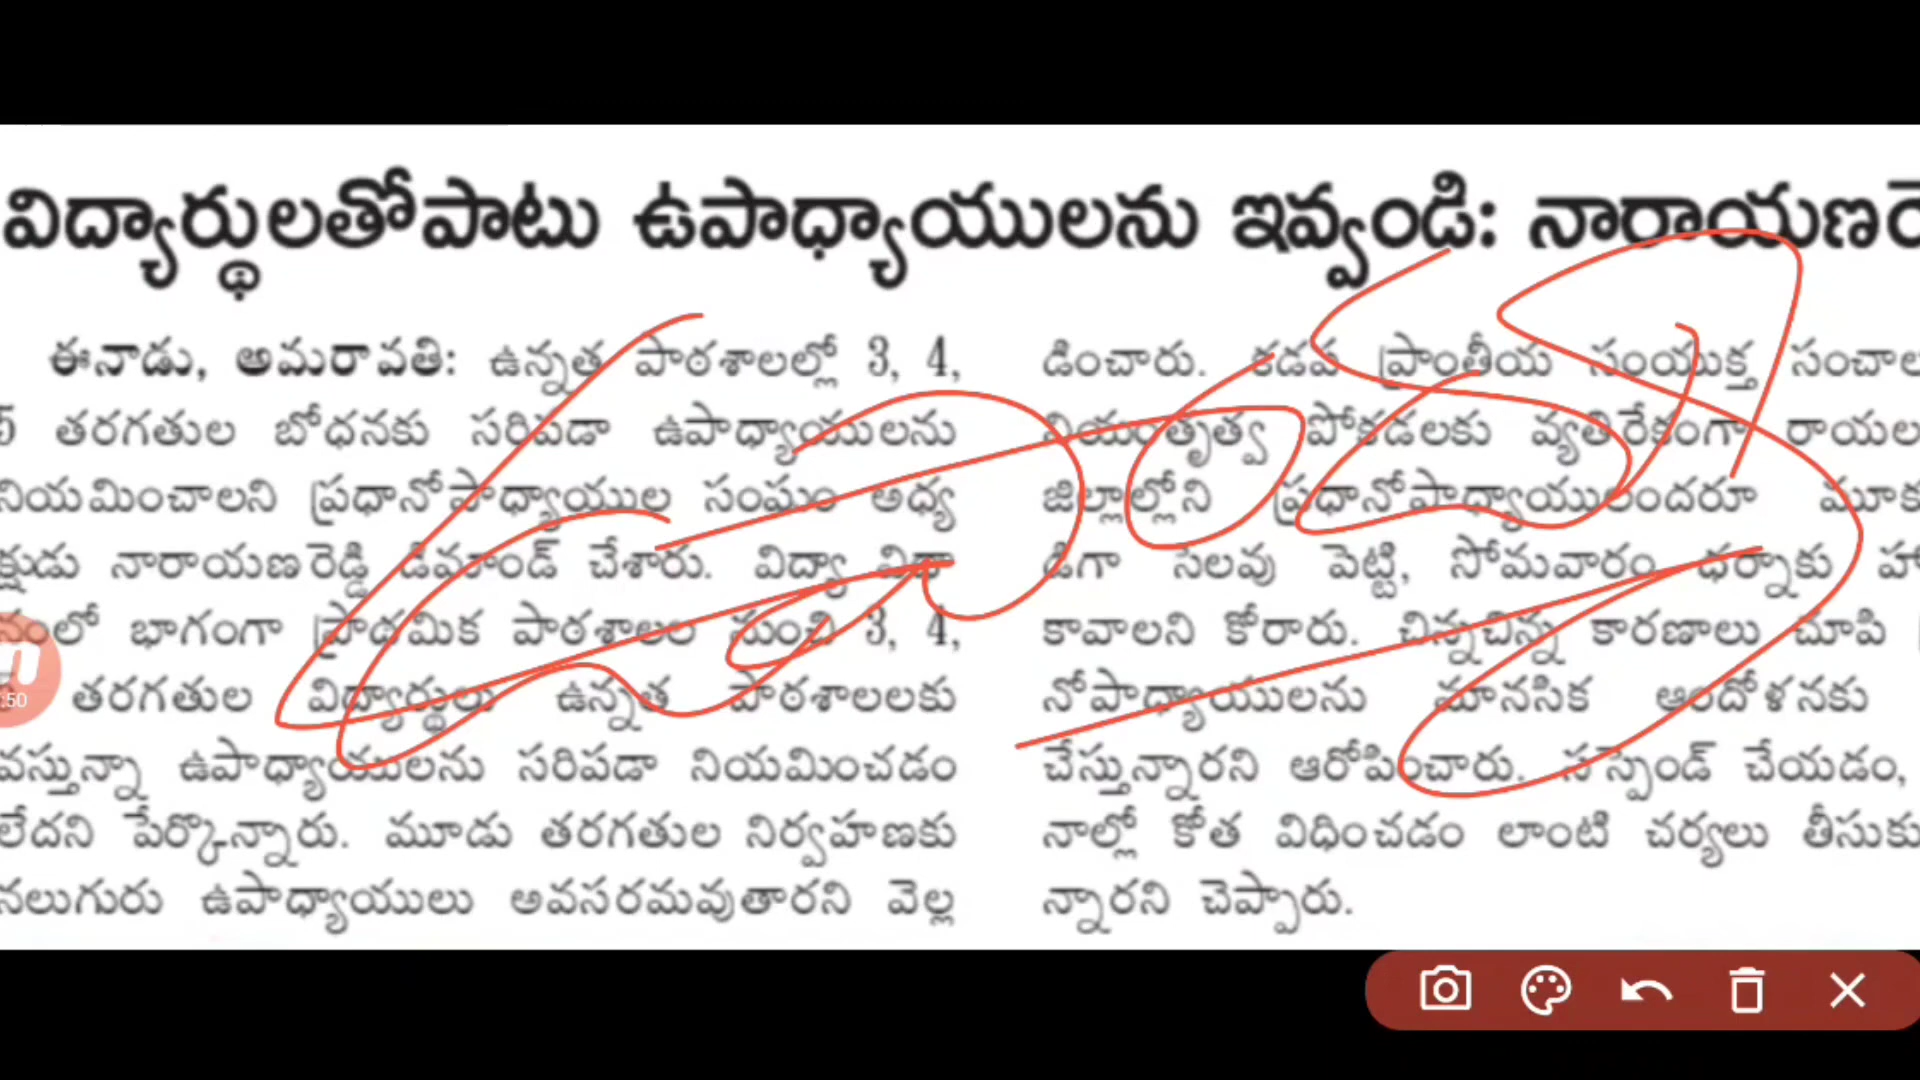 విద్యార్థులతోపాటు ఉపాధ్యాయులను ఇవ్వండి: నారాయణరె
ఈనాడు, అమరావతి: ఉన్నత పాఠశాలల్లో 3, 4,
తరగతుల బోధనకు సరిపడా ఉపాధ్యాయులను
నియమించాలని ప్రధానోపాధ్యాయుల సంఘం అధ్య
క్షుడు నారాయణరెడ్డి డిమాండ్ చేశారు. విద్యా విధా
నంలో భాగంగా ప్రాథమిక పాఠశాలల నుంచి 3, 4,
తరగతుల విద్యార్థులు ఉన్నత పాఠశాలలకు
వస్తున్నా ఉపాధ్యాయులను సరిపడా నియమించడం
లేదని పేర్కొన్నారు. మూడు తరగతుల నిర్వహణకు
నలుగురు ఉపాధ్యాయులు అవసరమవుతారని వెల్ల
డించారు. కడప ప్రాంతీయ సంయుక్త సంచాల
నియంతృత్వ పోకడలకు వ్యతిరేకంగా రాయల
జిల్లాల్లోని ప్రధానోపాధ్యాయులందరూ మూక
డిగా సెలవు పెట్టి, సోమవారం ధర్నాకు హా
కావాలని కోరారు. చిన్నచిన్న కారణాలు చూపి
నోపాధ్యాయులను మానసిక ఆందోళనకు
చేస్తున్నారని ఆరోపించారు. సస్పెండ్ చేయడం,
నాల్లో కోత విధించడం లాంటి చర్యలు తీసుకు
న్నారని చెప్పారు.
:50